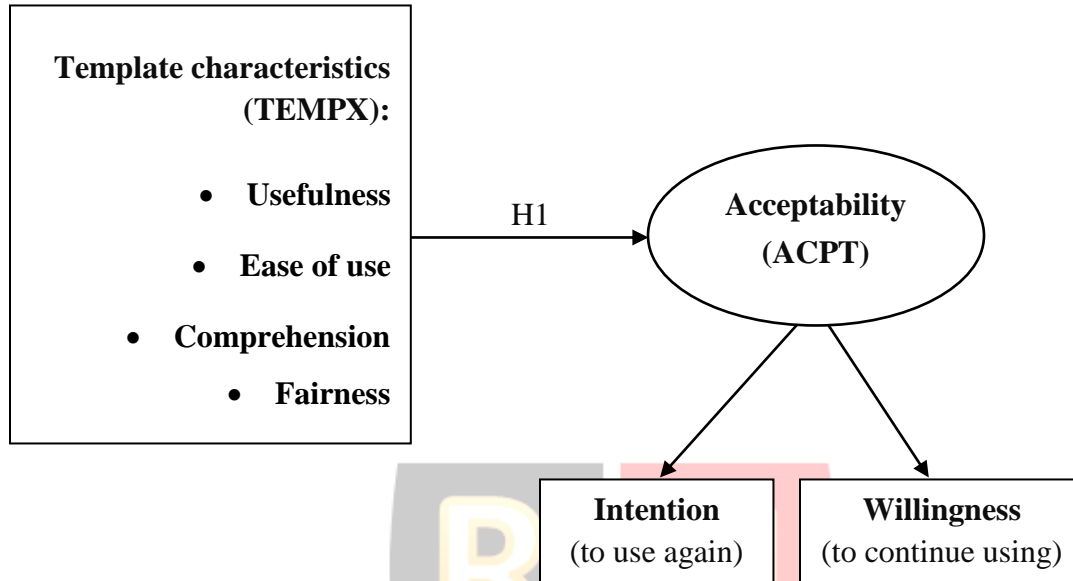 Template characteristics
(TEMPX):
• Usefulness
• Ease of use
• Comprehension
• Fairness
H1
Acceptability
(ACPT)
Intention
(to use again)
Willingness
(to continue using)